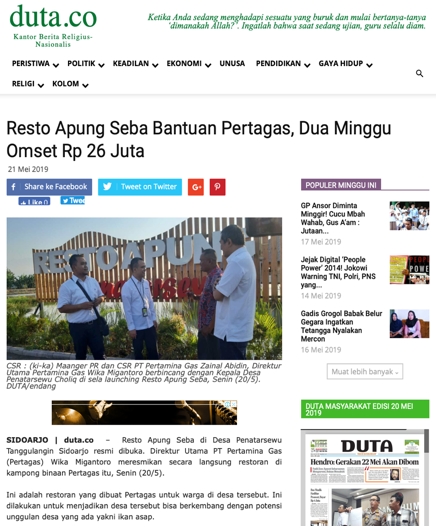 duta.co
Kantor Berita Religius-
Nasionalis
Ketika Anda sedang menghadapi sesuatu yang buruk dan mulai bertanya-tanya
'dimanakah Allah?'. Ingatlah bahwa saat sedang ujian, guru selalu diam.
PERISTIWA POLITIK KEADILAN EKONOMI UNUSA PENDIDIKAN GAYA HIDUP
RELIGI KOLOM
Resto Apung Seba Bantuan Pertagas, Dua Minggu
Omset Rp 26 Juta
21 Mei 2019
Share ke Facebook
Tweet on Twitter
Like 0
Twee
RESTO APUNG
CSR : (ki-ka) Maanger PR dan CSR PT Pertamina Gas Zainal Abidin, Direktur
Utama Pertamina Gas Wika Migantoro berbincang dengan Kepala Desa
Penatarsewu Choliq di sela launching Resto Apung Seba, Senin (20/5).
DUTA/endang
SIDOARJO | duta.co – Resto Apung Seba di Desa Penatarsewu
Tanggulangin Sidoarjo resmi dibuka. Direktur Utama PT Pertamina Gas
(Pertagas) Wika Migantoro meresmikan secara langsung restoran di
kampong binaan Pertagas itu, Senin (20/5).
Ini adalah restoran yang dibuat Pertagas untuk warga di desa tersebut. Ini
dilakukan untuk menjadikan desa tersebut bisa berkembang dengan potensi
unggulan desa yang ada yakni ikan asap.
POPULER MINGGU INI
GP Ansor Diminta
Minggir! Cucu Mbah
Wahab, Gus A'am :
Jutaan...
17 Mei 2019
Jejak Digital 'People
Power' 2014! Jokowi
Warning TNI, Polri, PNS
yang...
14 Mei 2019
Gadis Grogol Babak Belur
Gegara Ingatkan
Tetangga Nyalakan
Mercon
16 Mei 2019
Muat lebih banyak
DUTA MASYARAKAT EDISI 20 MEI
2019
DUTA
Hendro: Gerakan 22 Mei Akan Dibom